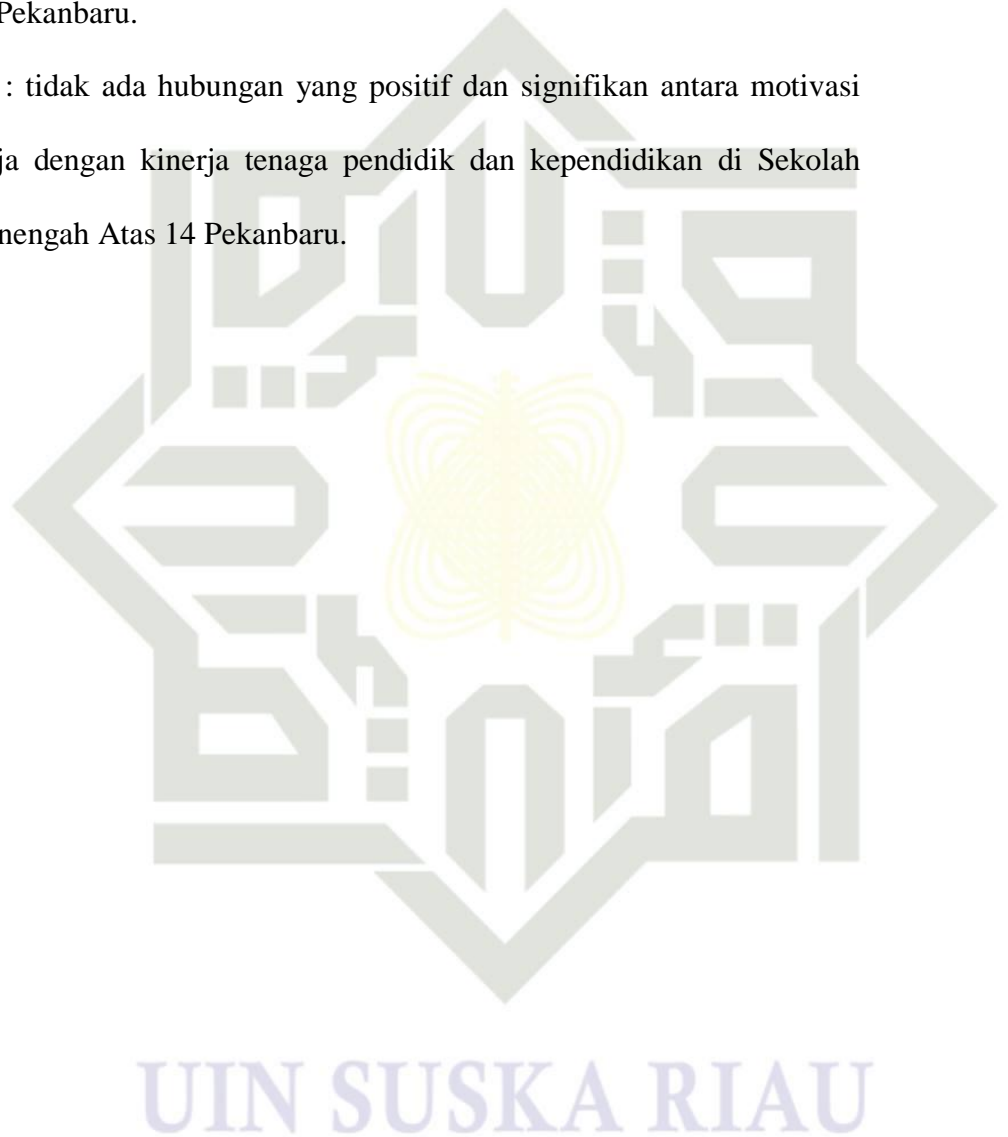 Pekanbaru.
: tidak ada hubungan yang positif dan signifikan antara motivasi
ja dengan kinerja tenaga pendidik dan kependidikan di Sekolah
nengah Atas 14 Pekanbaru.
UIN SUSKA RIAU